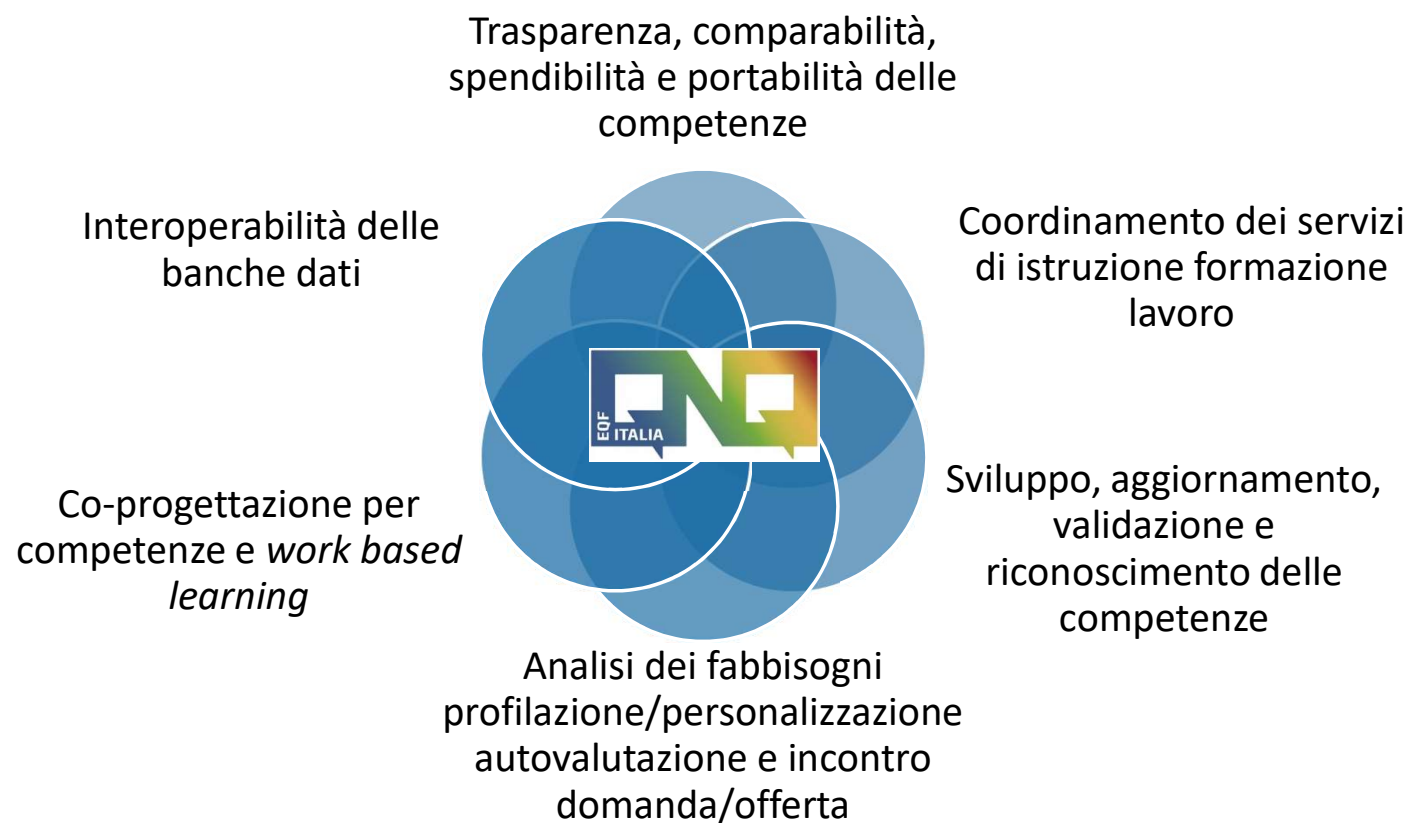 Trasparenza, comparabilità,
spendibilità e portabilità delle
competenze
Coordinamento dei servizi
di istruzione formazione
lavoro
Sviluppo, aggiornamento,
validazione e
riconoscimento delle
competenze
Analisi dei fabbisogni
profilazione/personalizzazione
autovalutazione e incontro
domanda/offerta
Co-progettazione per
competenze e work based
learning
Interoperabilità delle
banche dati
QNQ
EQF
ITALIA